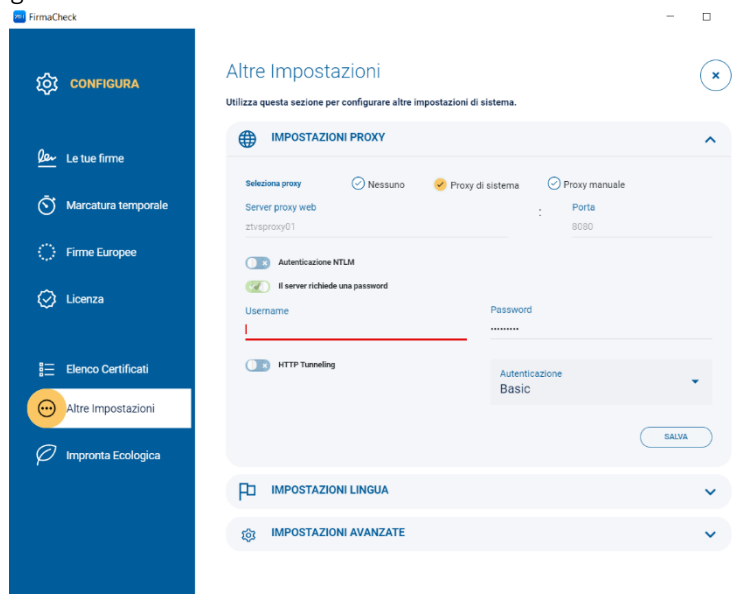 FirmaCheck
CONFIGURA
Le tue firme
Marcatura temporale
Firme Europee
Licenza
Elenco Certificati
Altre Impostazioni
Impronta Ecologica
Altre Impostazioni
Utilizza questa sezione per configurare altre impostazioni di sistema.
IMPOSTAZIONI PROXY
Seleziona proxy Nessuno Proxy di sistema Proxy manuale
Server proxy web : Porta
ztvsproxy01 8080
Autenticazione NTLM
Il server richiede una password
Username Password
•••••••••
HTTP Tunneling
Autenticazione
Basic
SALVA
IMPOSTAZIONI LINGUA
IMPOSTAZIONI AVANZATE